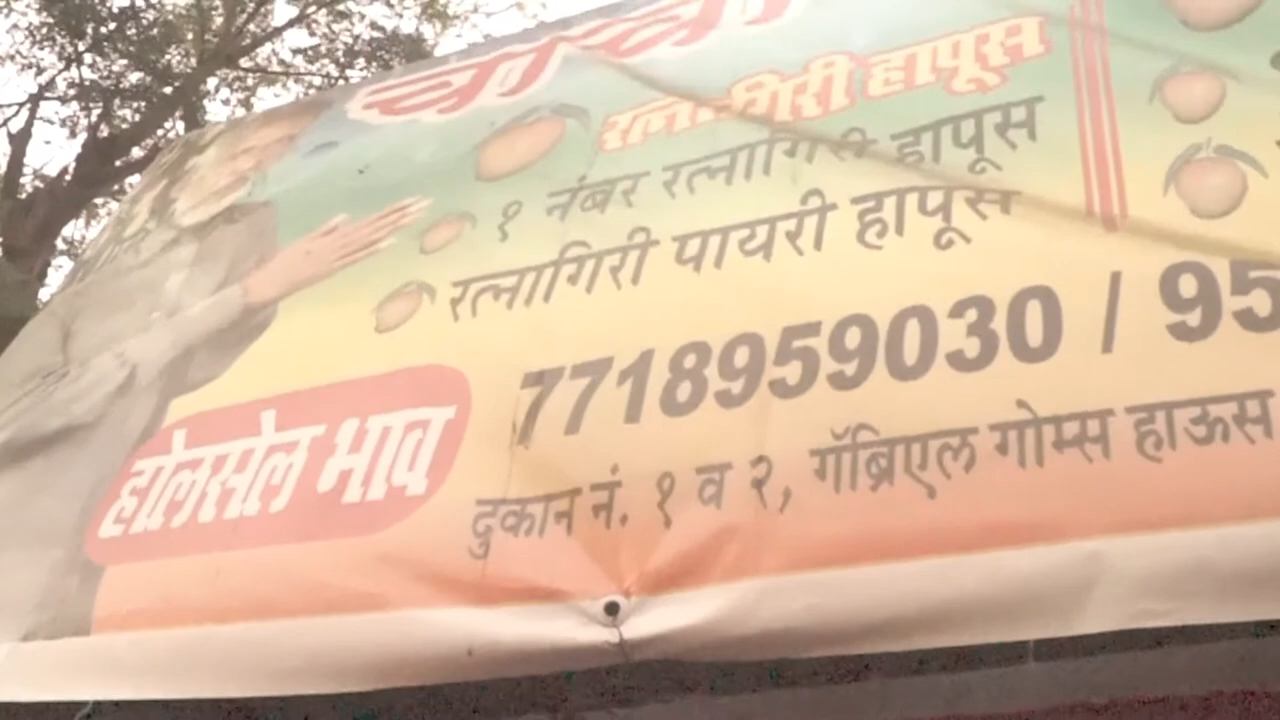 रत्नागिरी हापूस
१ नंबर रत्नागिरी हापूस
रत्नागिरी पायरी हापूस
7718959030 / 95
होलसेल भाव
दुकान नं. १ व २, गॅब्रिएल गोम्स हाऊस